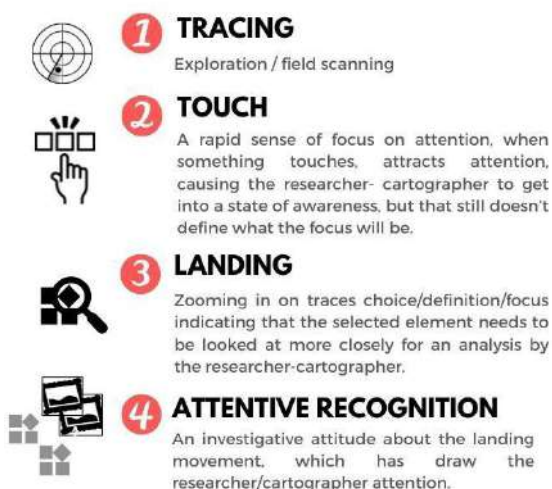 1 TRACING
Exploration / field scanning
2 TOUCH
A rapid sense of focus on attention, when
something touches, attracts attention,
causing the researcher- cartographer to get
into a state of awareness, but that still doesn't
define what the focus will be.
3 LANDING
Zooming in on traces choice/definition/focus
indicating that the selected element needs to
be looked at more closely for an analysis by
the researcher-cartographer.
4 ATTENTIVE RECOGNITION
An investigative attitude about the landing
movement, which has draw the
researcher/cartographer attention.